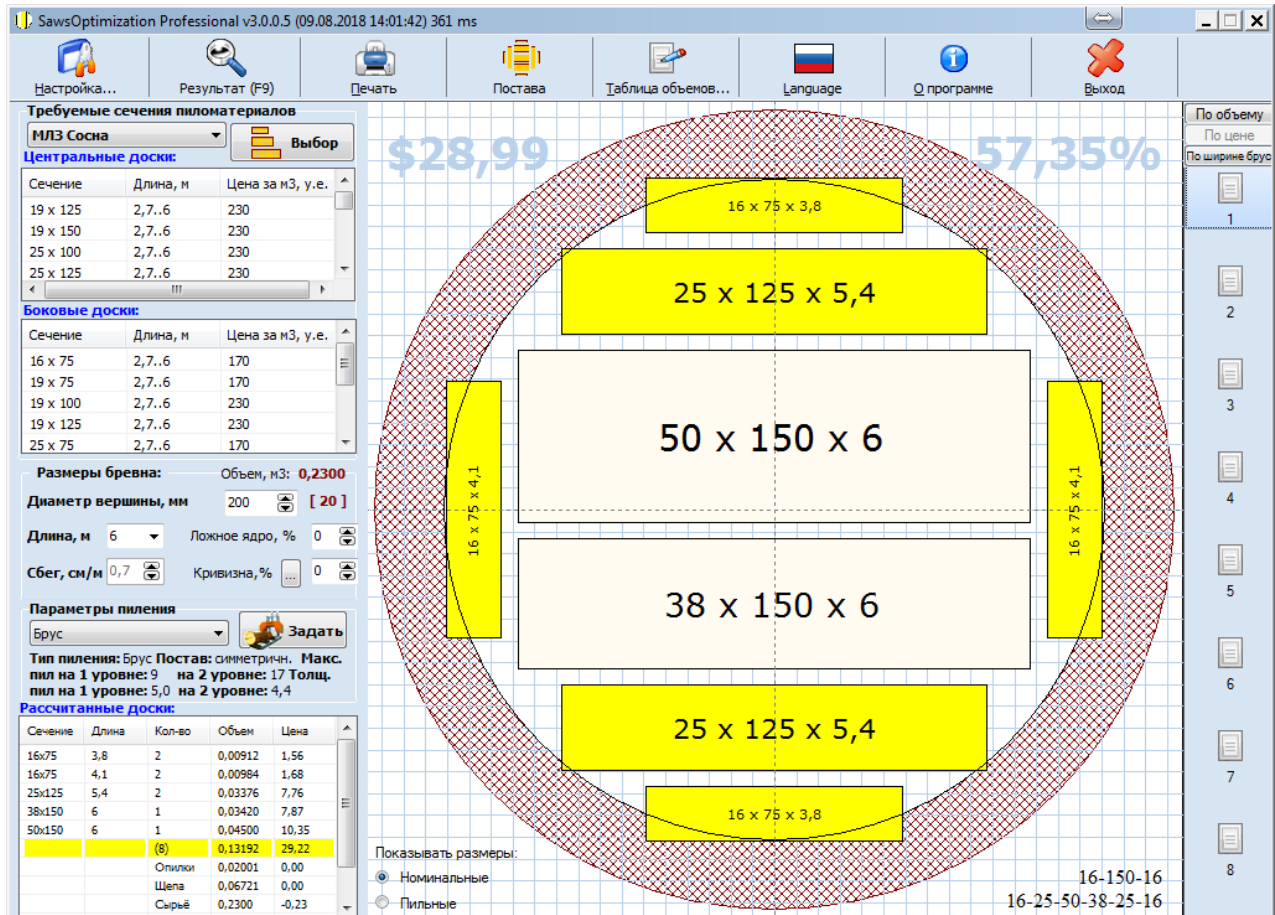 SawsOptimization Professional v3.0.0.5 (09.08.2018 14:01:42) 361 ms
Настройка...
Результат (F9)
Печать
Постава
Таблица объемов...
Language
О программе
Выход
Требуемые сечения пиломатериалов
МЛЗ Сосна
Выбор
Центральные доски:
Сечение Длина, м Цена за м3, у.е.
19 x 125 2,7..6 230
19 x 150 2,7..6 230
25 x 100 2,7..6 230
25 x 125 2,7..6 230
Боковые доски:
Сечение Длина, м Цена за м3, у.е.
16 x 75 2,7..6 170
19 x 75 2,7..6 170
19 x 100 2,7..6 230
19 x 125 2,7..6 230
25 x 75 2,7..6 170
Размеры бревна: Объем, м3: 0,2300
Диаметр вершины, мм 200 [ 20 ]
Длина, м 6 Ложное ядро, % 0
Сбег, см/м 0,7 Кривизна,% ... 0
Параметры пиления
Брус
Задать
Тип пиления: Брус Постав: симметричн. Макс.
пил на 1 уровне: 9 на 2 уровне: 17 Толщ.
пил на 1 уровне: 5,0 на 2 уровне: 4,4
Рассчитанные доски:
Сечение Длина Кол-во Объем Цена
16x75 3,8 2 0,00912 1,56
16x75 4,1 2 0,00984 1,68
25x125 5,4 2 0,03376 7,76
38x150 6 1 0,03420 7,87
50x150 6 1 0,04500 10,35
(8) 0,13192 29,22
Опилки 0,02001 0,00
Щепа 0,06721 0,00
Сырьё 0,2300 -0,23
$28,99
57,35%
16 x 75 x 3,8
25 x 125 x 5,4
50 x 150 x 6
16 x 75 x 4,1
16 x 75 x 4,1
38 x 150 x 6
25 x 125 x 5,4
16 x 75 x 3,8
Показывать размеры:
Номинальные
Пильные
16-150-16
16-25-50-38-25-16
По объему
По цене
По ширине брус
1
2
3
4
5
6
7
8